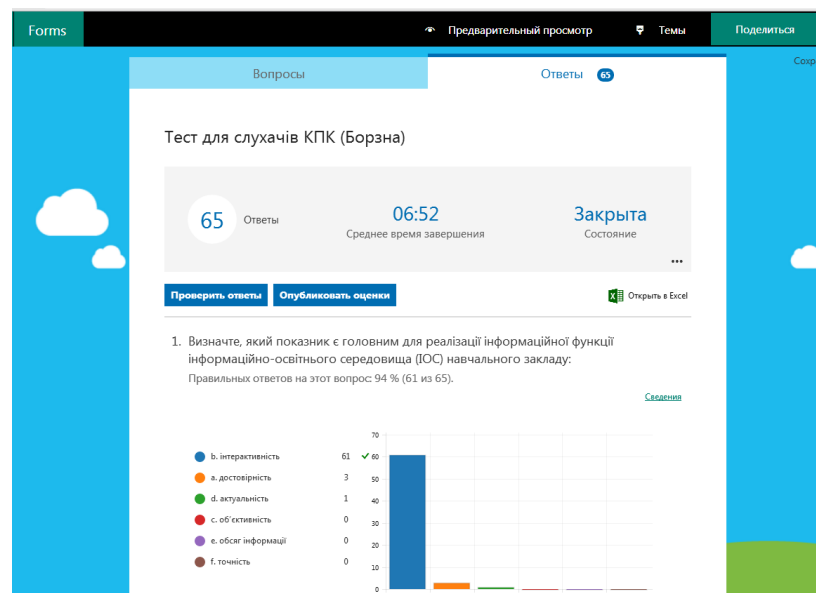 Forms
Предварительный просмотр
Темы
Поделиться
Вопросы
Ответы 65
Тест для слухачів КПК (Борзна)
65 Ответы
06:52
Среднее время завершения
Закрыта
Состояние
...
Проверить ответы
Опубликовать оценки
Открыть в Excel
1. Визначте, який показник є головним для реалізації інформаційної функції
інформаційно-освітнього середовища (ІОС) навчального закладу:
Правильных ответов на этот вопрос: 94 % (61 из 65).
Сведения
b. інтерактивність 61
a. достовірність 3
d. актуальність 1
c. об'єктивність 0
e. обсяг інформації 0
f. точність 0
70
60
50
40
30
20
10
0